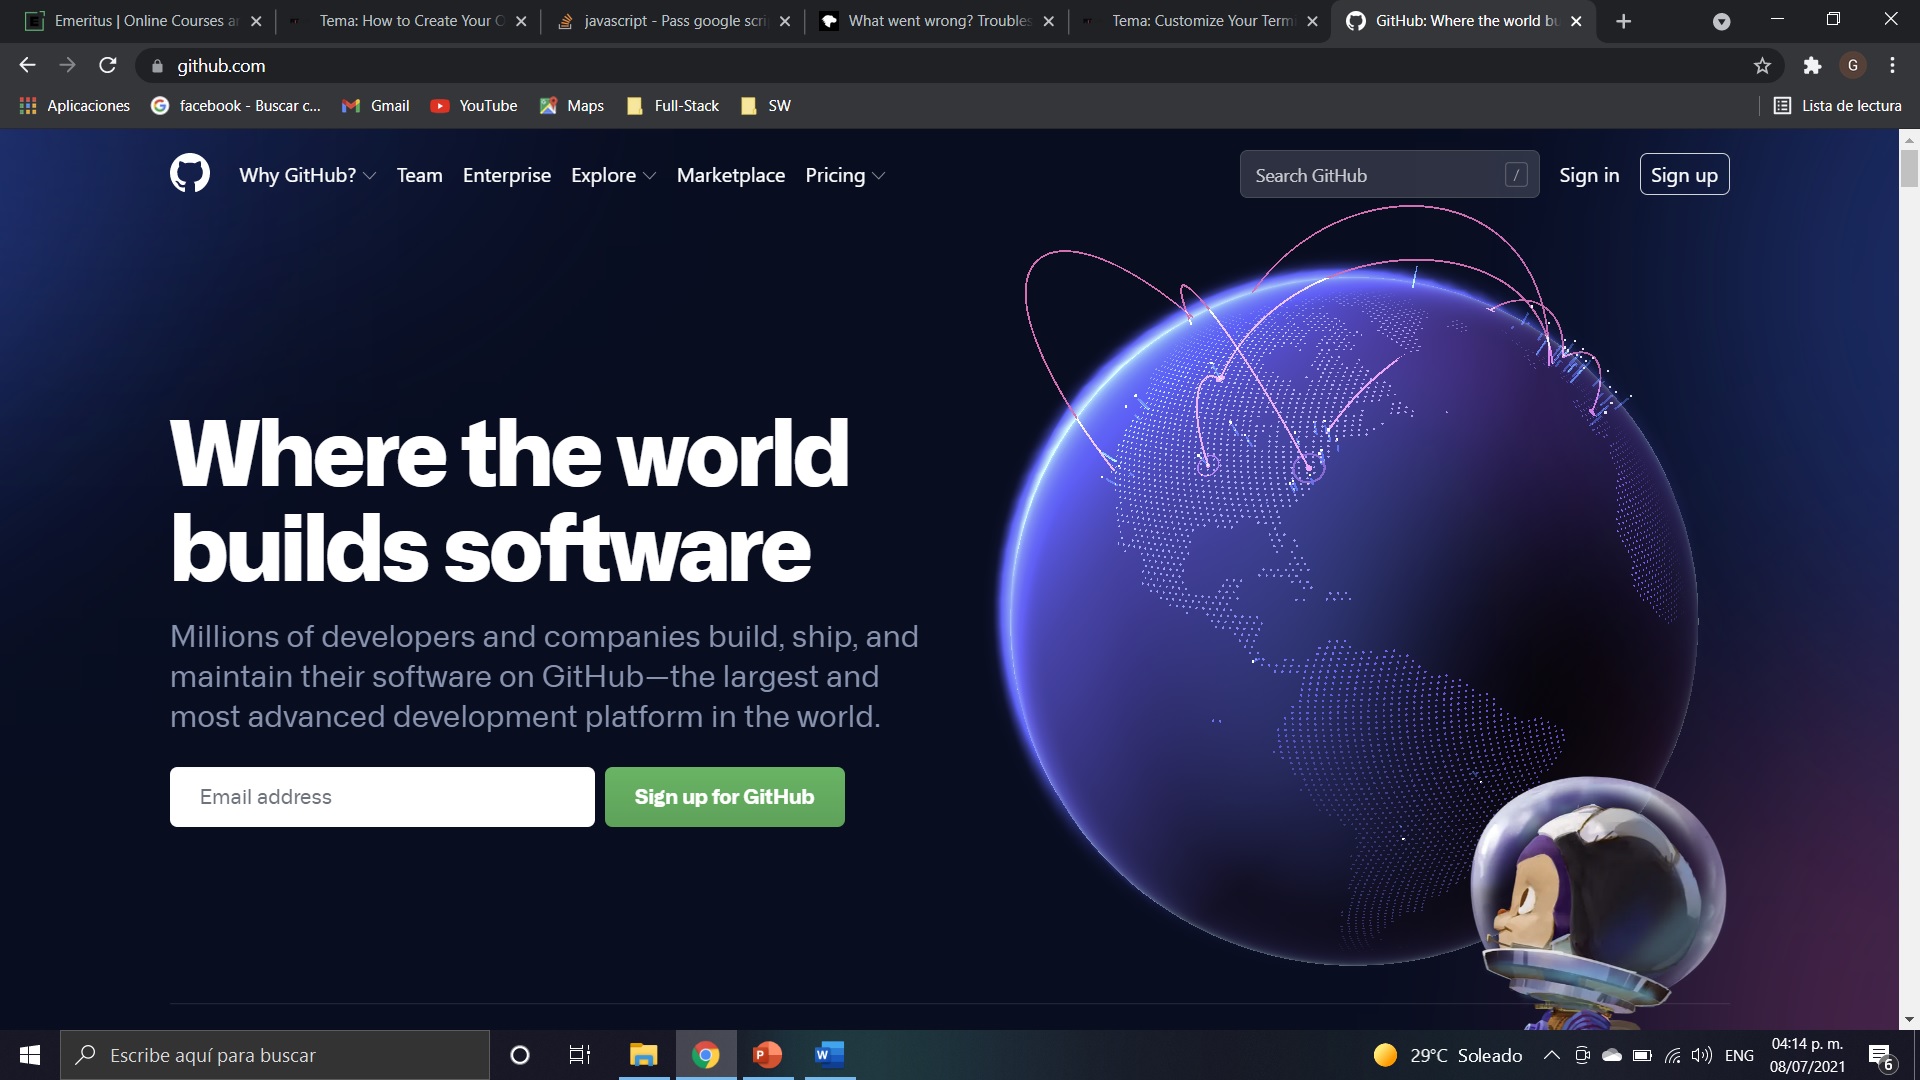 Emeritus | Online Courses a
Tema: How to Create Your O
javascript - Pass google scri
What went wrong? Troubles
Tema: Customize Your Term
GitHub: Where the world bu
github.com
G
Aplicaciones
facebook - Buscar c...
Gmail
YouTube
Maps
Full-Stack
SW
Lista de lectura
Why GitHub?
Team
Enterprise
Explore
Marketplace
Pricing
Search GitHub
/
Sign in
Sign up
Where the world
builds software
Millions of developers and companies build, ship, and
maintain their software on GitHub—the largest and
most advanced development platform in the world.
Email address
Sign up for GitHub
Escribe aquí para buscar
29°C Soleado
ENG
04:14 p. m.
08/07/2021
6